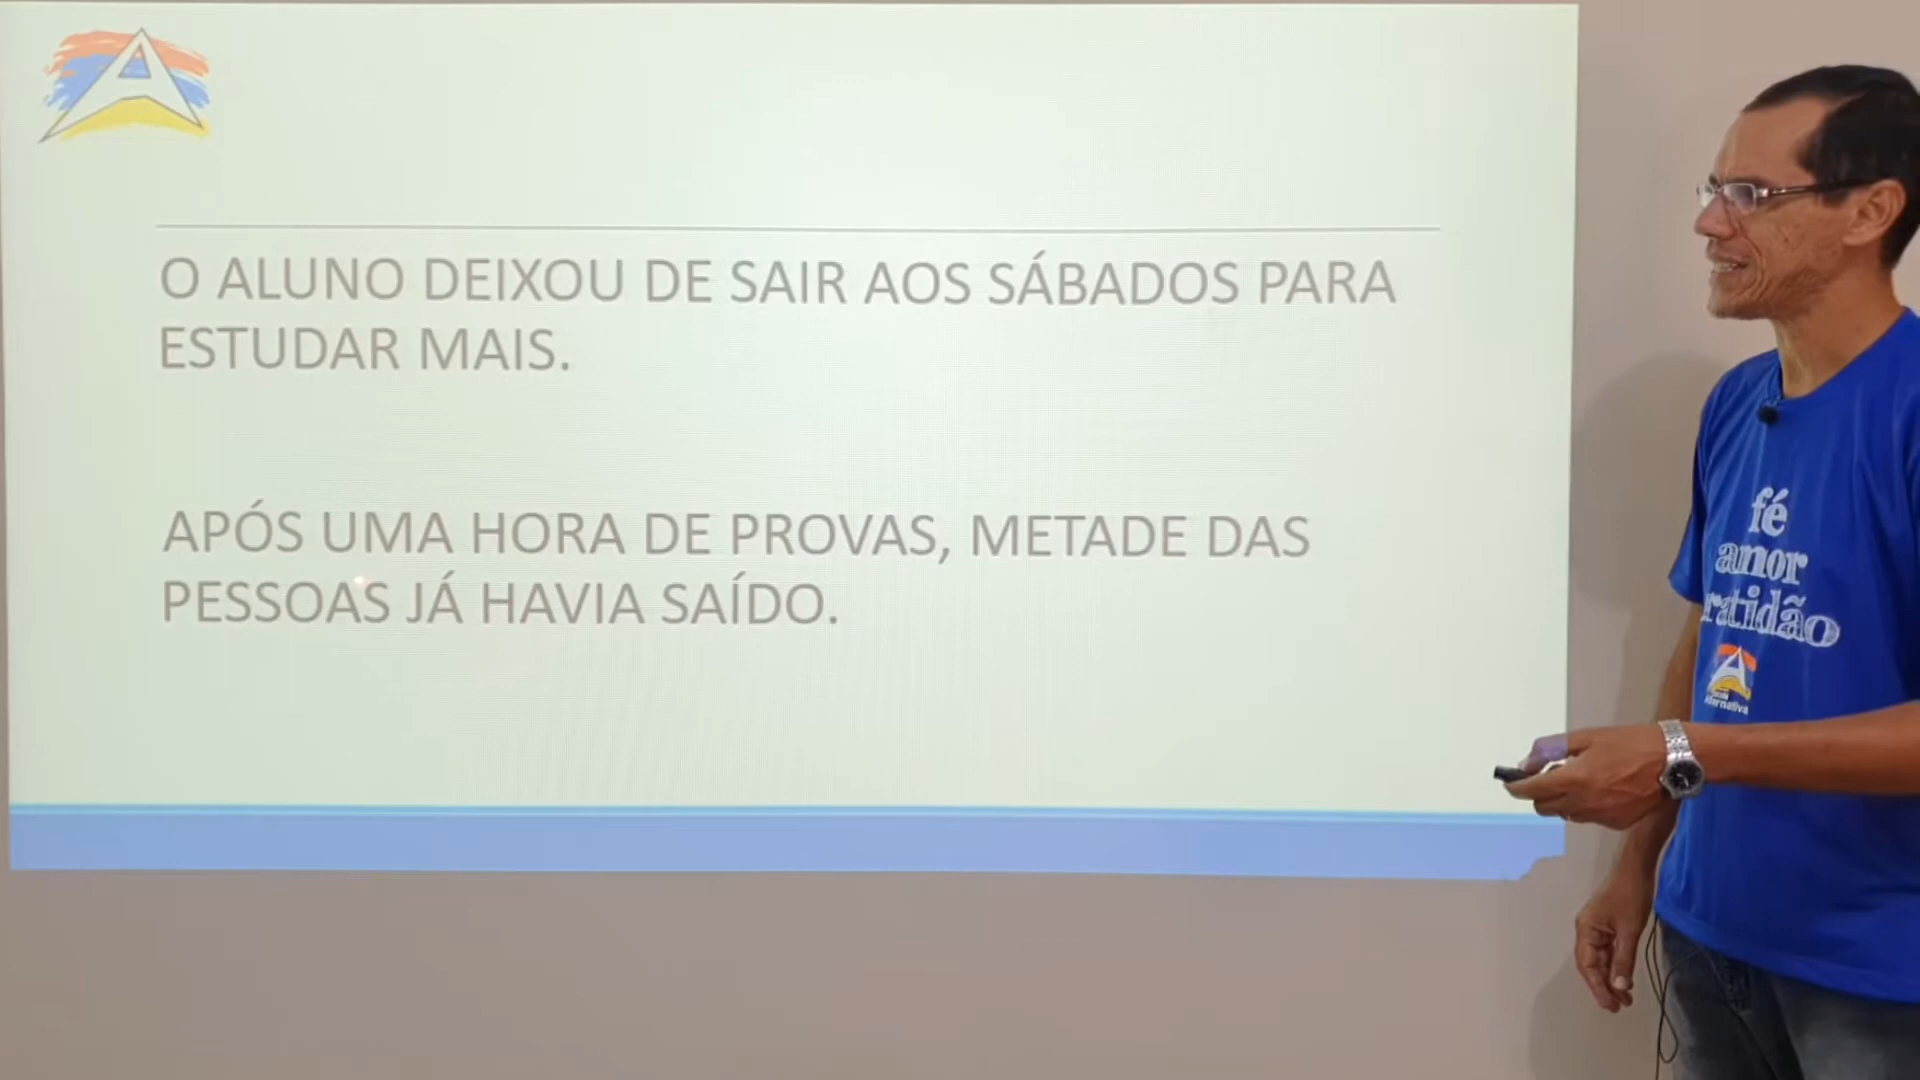 O ALUNO DEIXOU DE SAIR AOS SÁBADOS PARA
ESTUDAR MAIS.
APÓS UMA HORA DE PROVAS, METADE DAS
PESSOAS JÁ HAVIA SAÍDO.
fé
amor
ratidão